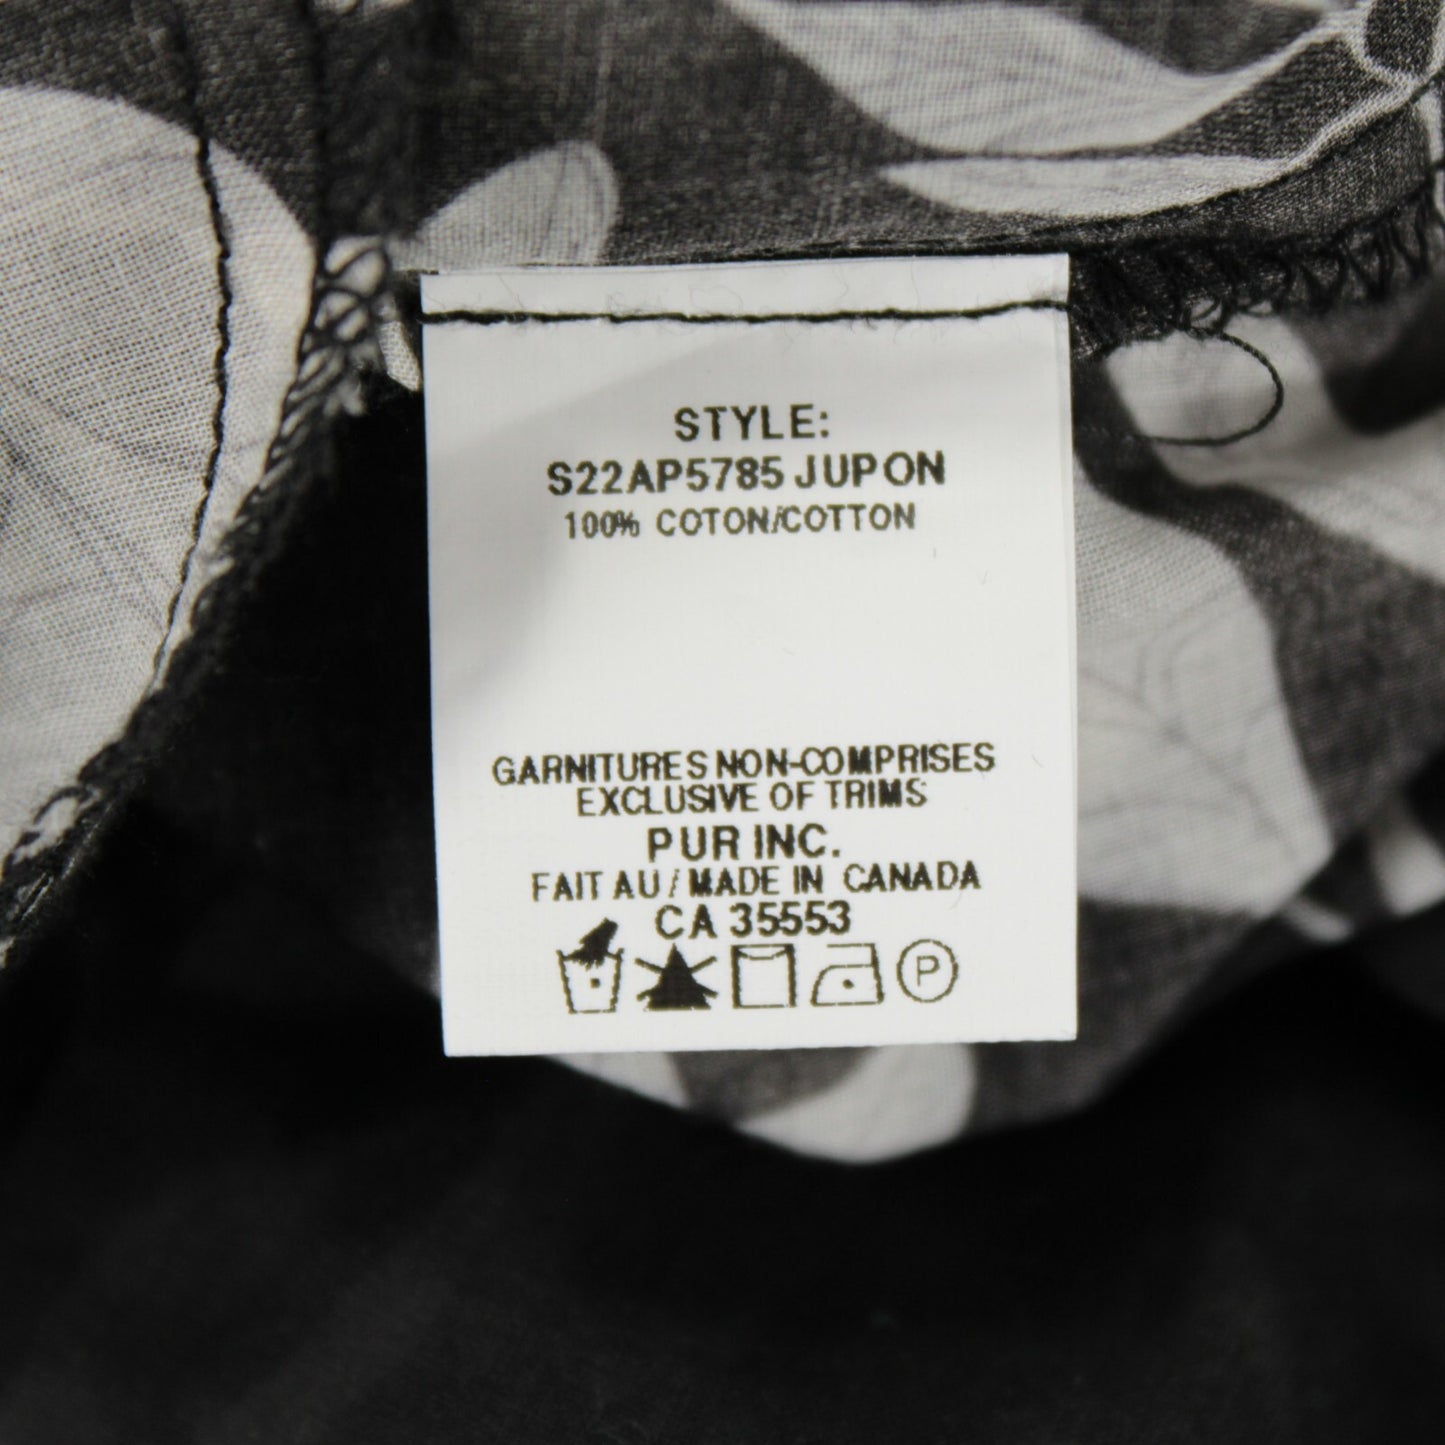 STYLE:
S22AP5785 JUPON
100% COTON/COTTON
GARNITURES NON-COMPRISES
EXCLUSIVE OF TRIMS
PUR INC.
FAIT AU / MADE IN CANADA
CA 35553
P